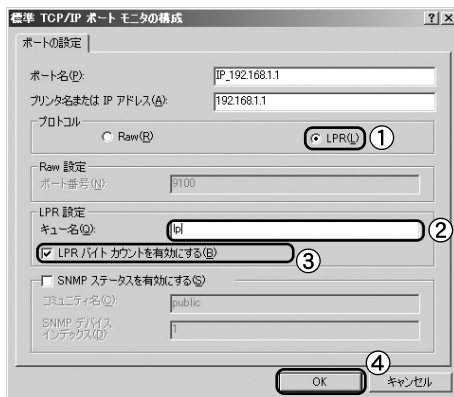 標準 TCP/IP ポート モニタの構成
ポートの設定
ポート名(P): IP_192.168.1.1
プリンタ名または IP アドレス(A): 192.168.1.1
プロトコル
Raw(R) LPR(L) ①
Raw 設定
ポート番号(N): 9100
LPR 設定
キュー名(Q): lp ②
LPR バイト カウントを有効にする(B) ③
SNMP ステータスを有効にする(S)
コミュニティ名(C): public
SNMP デバイス
インデックス(D): 1
④
OK キャンセル